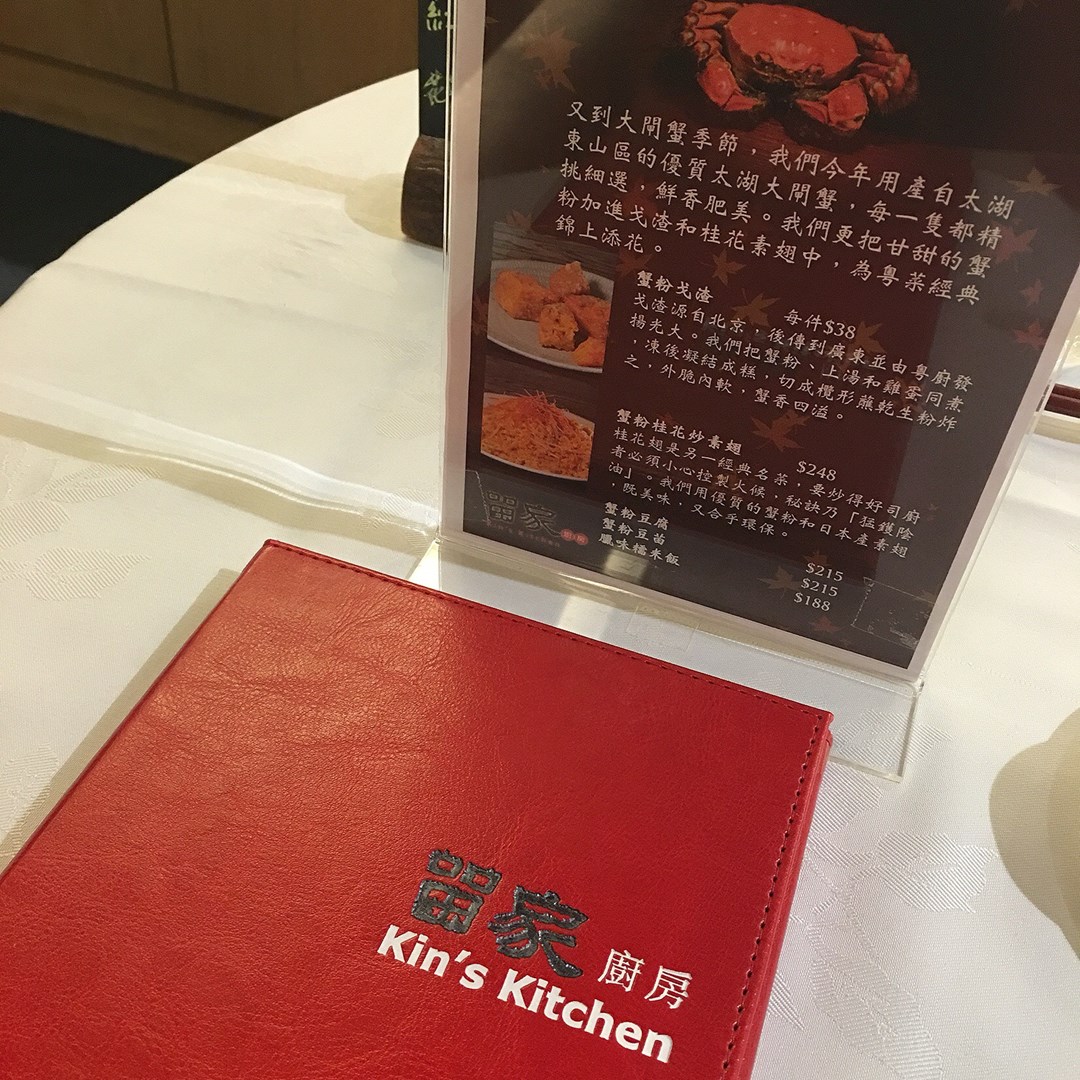 又到大閘蟹季節，我們今年用產自太湖
東山區的優質太湖大閘蟹，每一隻都精
挑細選，鮮香肥美。我們更把甘甜的蟹
粉加進戈渣和桂花素翅中，為粵菜經典
錦上添花。
蟹粉戈渣 每件$38
戈渣源自北京，後傳到廣東並由粵廚發
揚光大。我們把蟹粉、上湯和雞蛋同煮
，凍後凝結成糕，切成欖形蘸乾生粉炸
之，外脆內軟，蟹香四溢。
蟹粉桂花炒素翅 $248
桂花翅是另一經典名菜，要炒得好司廚
者必須小心控製火候，秘訣乃「猛鑊陰
油」。我們用優質的蟹粉和日本產素翅
，既美味，又合乎環保。
蟹粉豆腐 $215
蟹粉豆苗 $215
臘味糯米飯 $188
留家
留家 廚房
Kin's Kitchen